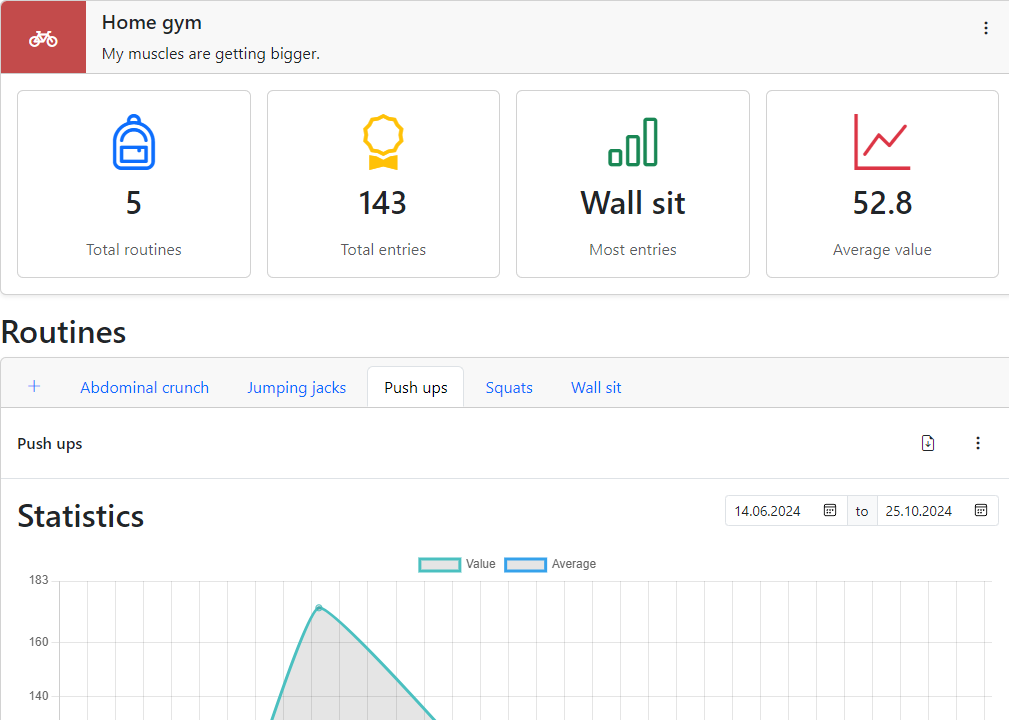 Home gym
My muscles are getting bigger.
5
Total routines
143
Total entries
Wall sit
Most entries
52.8
Average value
Routines
+ Abdominal crunch Jumping jacks Push ups Squats Wall sit
Push ups
Statistics
14.06.2024 to 25.10.2024
Value Average
183
160
140